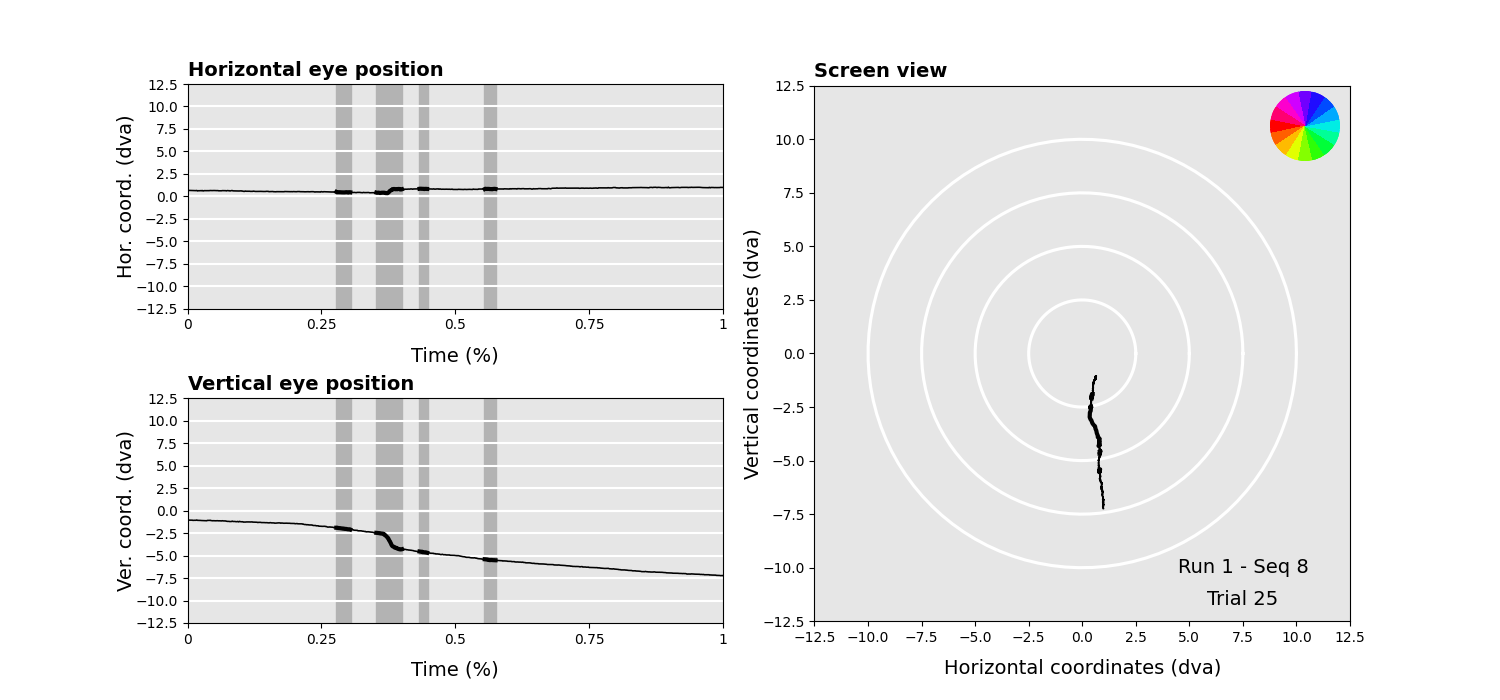 Horizontal eye position
Hor. coord. (dva)
12.5
10.0
7.5
5.0
2.5
0.0
−2.5
−5.0
−7.5
−10.0
−12.5
0 0.25 0.5 0.75 1
Time (%)
Vertical eye position
Ver. coord. (dva)
12.5
10.0
7.5
5.0
2.5
0.0
−2.5
−5.0
−7.5
−10.0
−12.5
0 0.25 0.5 0.75 1
Time (%)
Screen view
Vertical coordinates (dva)
12.5
10.0
7.5
5.0
2.5
0.0
−2.5
−5.0
−7.5
−10.0
−12.5
Run 1 - Seq 8
Trial 25
−12.5 −10.0 −7.5 −5.0 −2.5 0.0 2.5 5.0 7.5 10.0 12.5
Horizontal coordinates (dva)